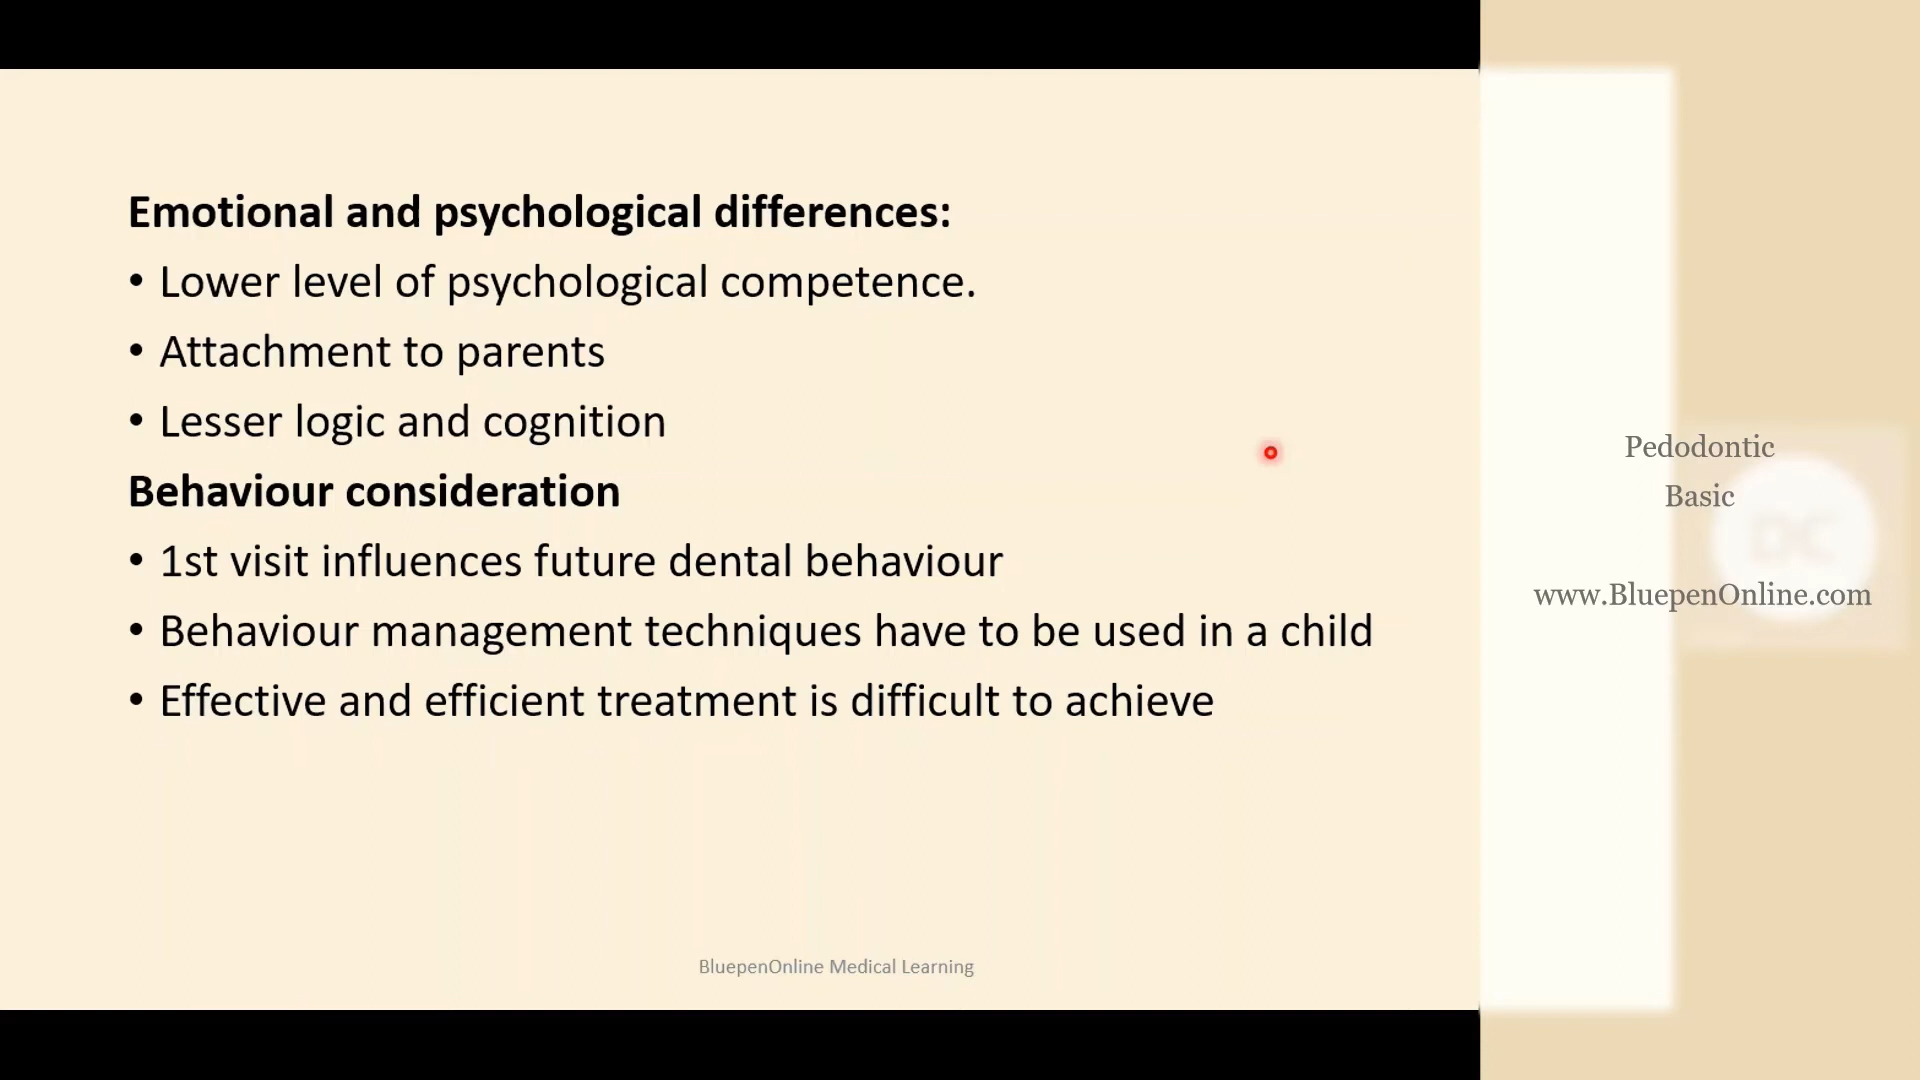 Emotional and psychological differences:
• Lower level of psychological competence.
• Attachment to parents
• Lesser logic and cognition
Behaviour consideration
• 1st visit influences future dental behaviour
• Behaviour management techniques have to be used in a child
• Effective and efficient treatment is difficult to achieve
BluepenOnline Medical Learning
Pedodontic
Basic
DC
www.BluepenOnline.com